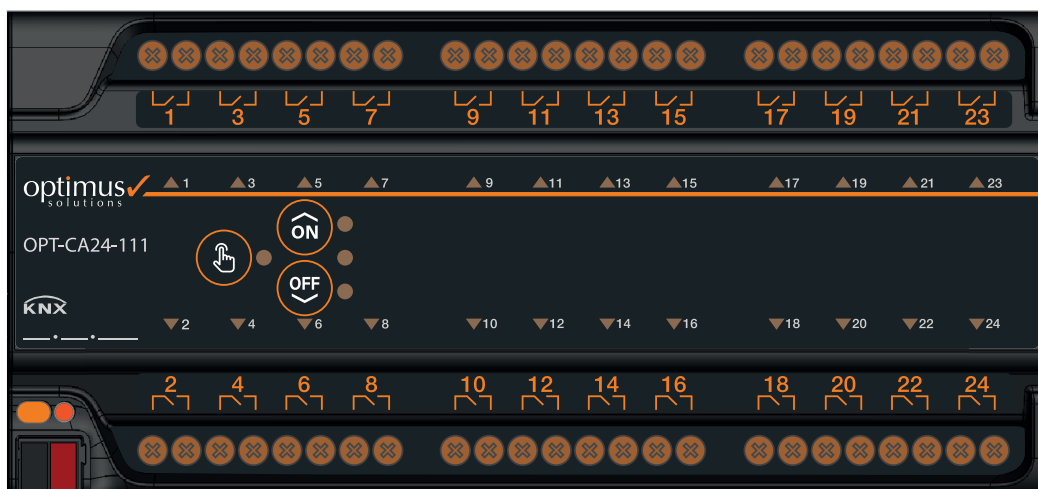 1 3 5 7 9 11 13 15 17 19 21 23
optimus
solutions
1 3 5 7 9 11 13 15 17 19 21 23
ON
OPT-CA24-111
OFF
KNX
2 4 6 8 10 12 14 16 18 20 22 24
2 4 6 8 10 12 14 16 18 20 22 24